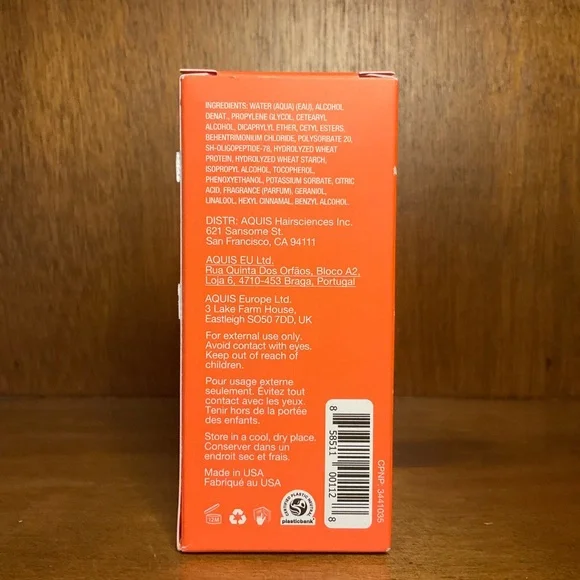 INGREDIENTS: WATER (AQUA) (EAU), ALCOHOL
DENAT., PROPYLENE GLYCOL, CETEARYL
ALCOHOL, DICAPRYLYL ETHER, CETYL ESTERS,
BEHENTRIMONIUM CHLORIDE, POLYSORBATE 20,
SH-OLIGOPEPTIDE-78, HYDROLYZED WHEAT
PROTEIN, HYDROLYZED WHEAT STARCH,
ISOPROPYL ALCOHOL, TOCOPHEROL,
PHENOXYETHANOL, POTASSIUM SORBATE, CITRIC
ACID, FRAGRANCE (PARFUM), GERANIOL,
LINALOOL, HEXYL CINNAMAL, BENZYL ALCOHOL.
DISTR: AQUIS Hairsciences Inc.
621 Sansome St.
San Francisco, CA 94111
AQUIS EU Ltd.
Rua Quinta Dos Orfãos, Bloco A2,
Loja 6, 4710-453 Braga, Portugal
AQUIS Europe Ltd.
3 Lake Farm House,
Eastleigh SO50 7DD, UK
For external use only.
Avoid contact with eyes.
Keep out of reach of
children.
Pour usage externe
seulement. Évitez tout
contact avec les yeux.
Tenir hors de la portée
des enfants.
Store in a cool, dry place.
Conserver dans un
endroit sec et frais.
Made in USA
Fabriqué au USA
12M
CERTIFIED PLASTIC NEUTRAL
plasticbank
8 58511 00112 8
CPNP 3441035